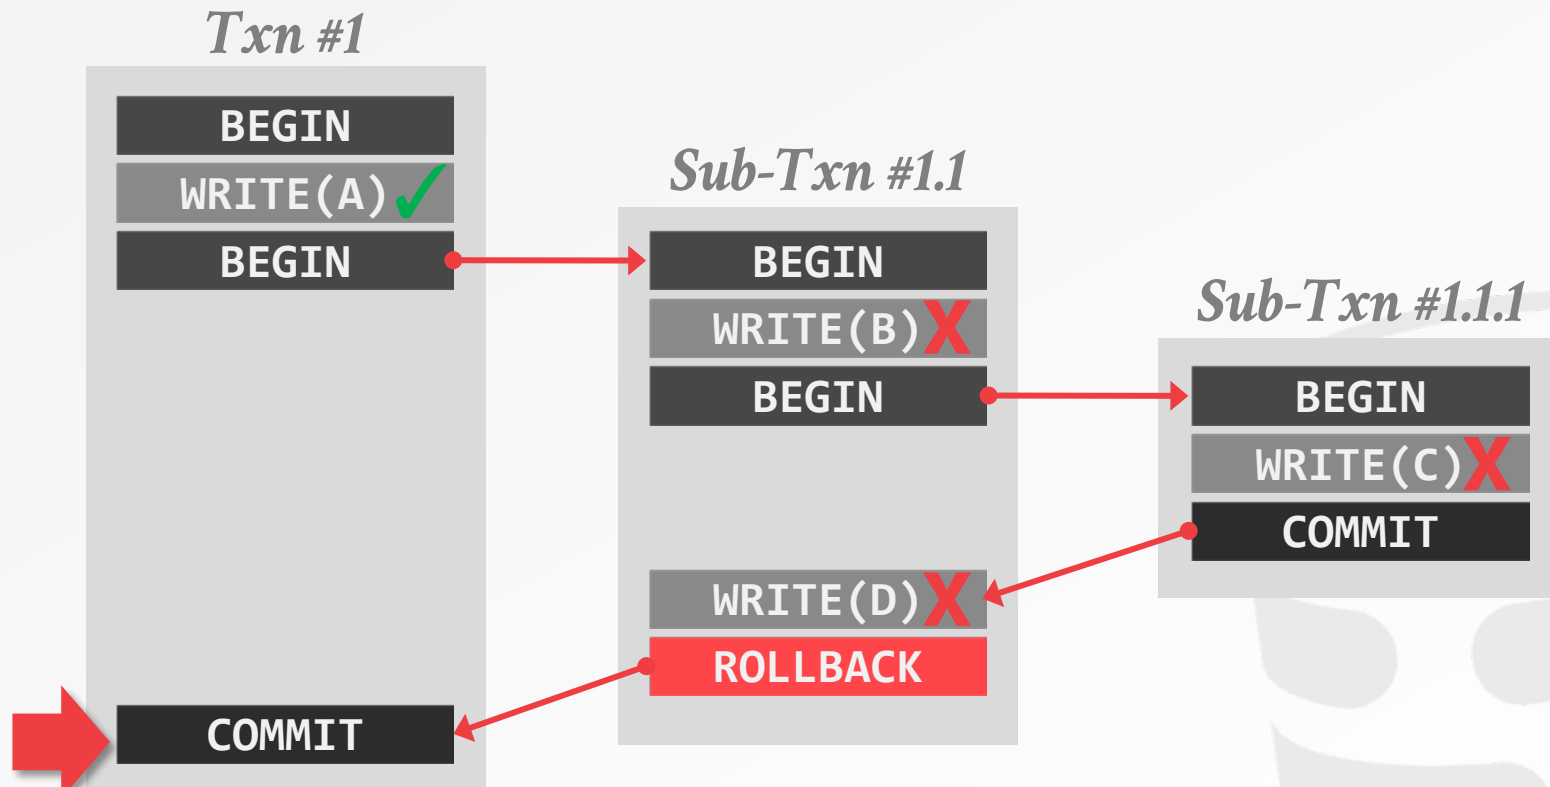 Txn #1
BEGIN
WRITE(A)
BEGIN
COMMIT
Sub-Txn #1.1
BEGIN
WRITE(B)
BEGIN
WRITE(D)
ROLLBACK
Sub-Txn #1.1.1
BEGIN
WRITE(C)
COMMIT